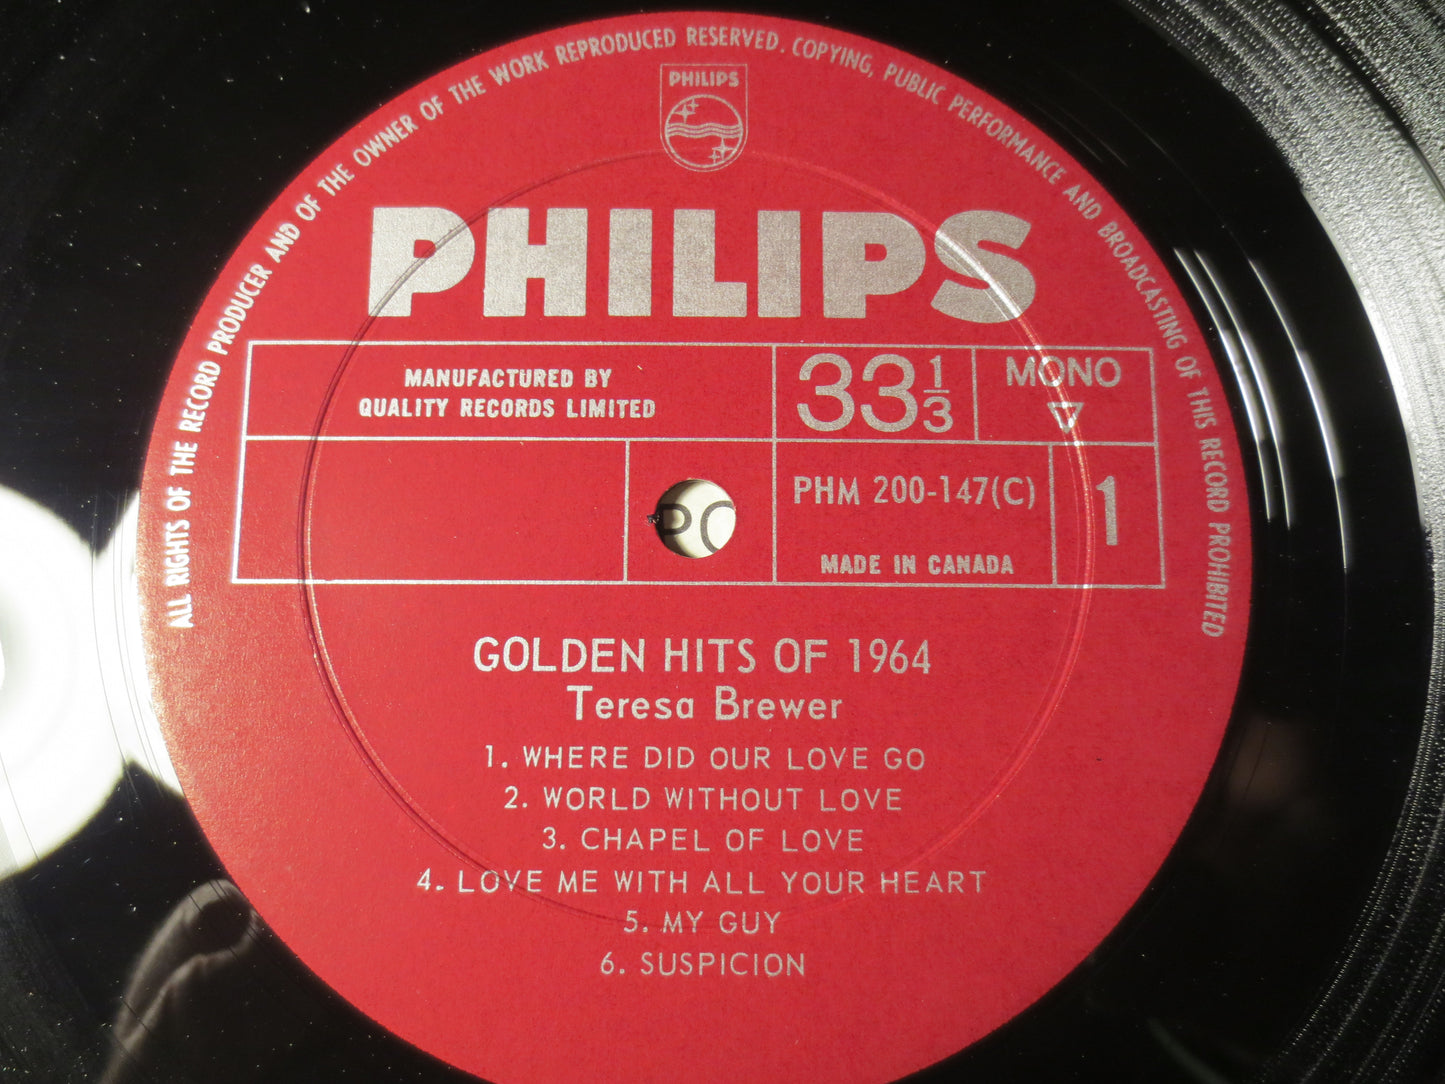 ALL RIGHTS OF THE RECORD PRODUCER AND OF THE OWNER OF THE WORK REPRODUCED RESERVED. COPYING, PUBLIC PERFORMANCE AND BROADCASTING OF THIS RECORD PROHIBITED
PHILIPS
PHILIPS
MANUFACTURED BY
QUALITY RECORDS LIMITED
33 1/3
MONO
PHM 200-147(C)
1
MADE IN CANADA
GOLDEN HITS OF 1964
Teresa Brewer
1. WHERE DID OUR LOVE GO
2. WORLD WITHOUT LOVE
3. CHAPEL OF LOVE
4. LOVE ME WITH ALL YOUR HEART
5. MY GUY
6. SUSPICION